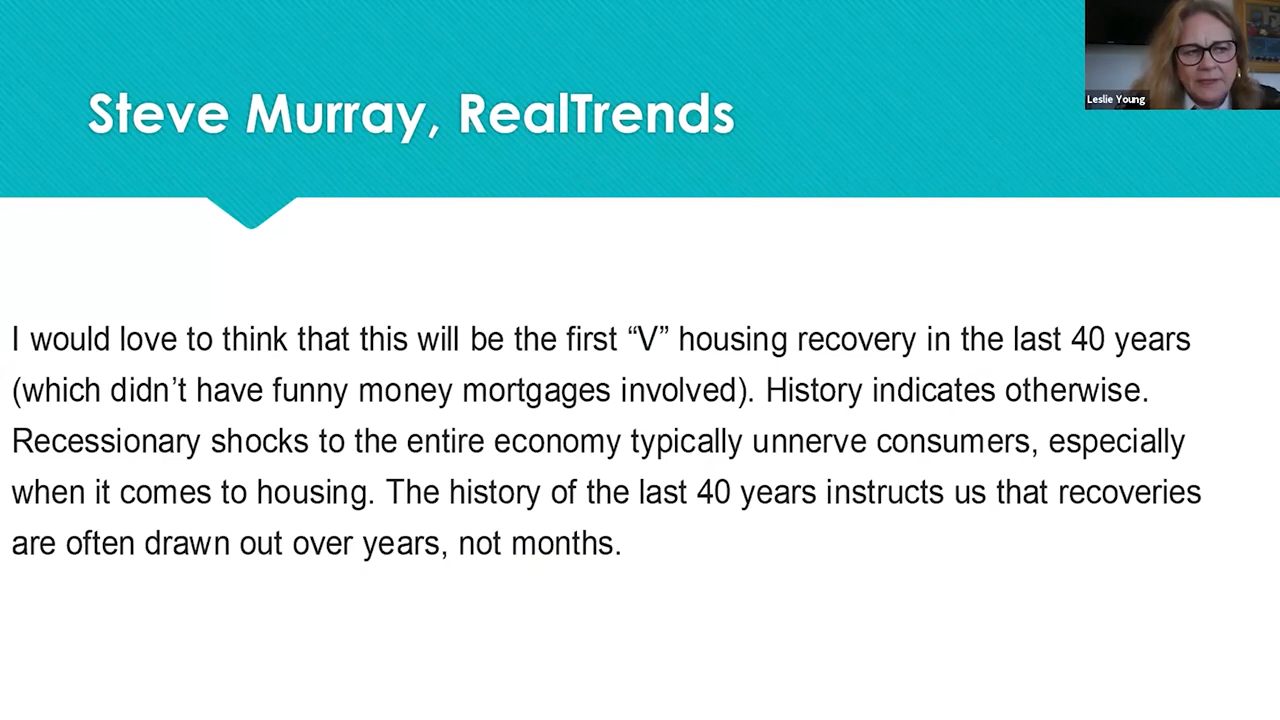 Steve Murray, RealTrends
Leslie Young
I would love to think that this will be the first “V” housing recovery in the last 40 years
(which didn’t have funny money mortgages involved). History indicates otherwise.
Recessionary shocks to the entire economy typically unnerve consumers, especially
when it comes to housing. The history of the last 40 years instructs us that recoveries
are often drawn out over years, not months.